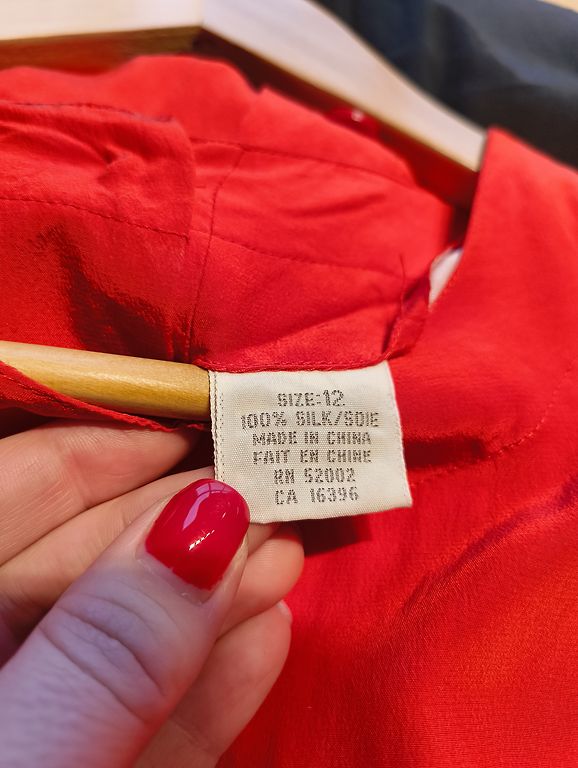 SIZE:12
100% SILK/SOIE
MADE IN CHINA
FAIT EN CHINE
RN 52002
CA 16396